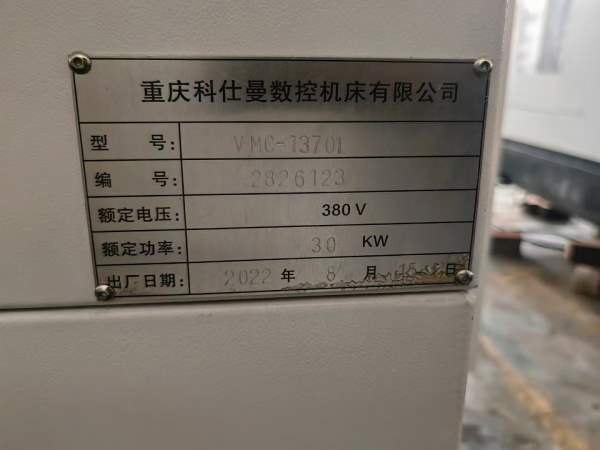 重庆科仕曼数控机床有限公司
型 号: VMC-1370L
编 号: 2826123
额定电压: 380 V
额定功率: 30 KW
出厂日期: 2022 年 8 月 日